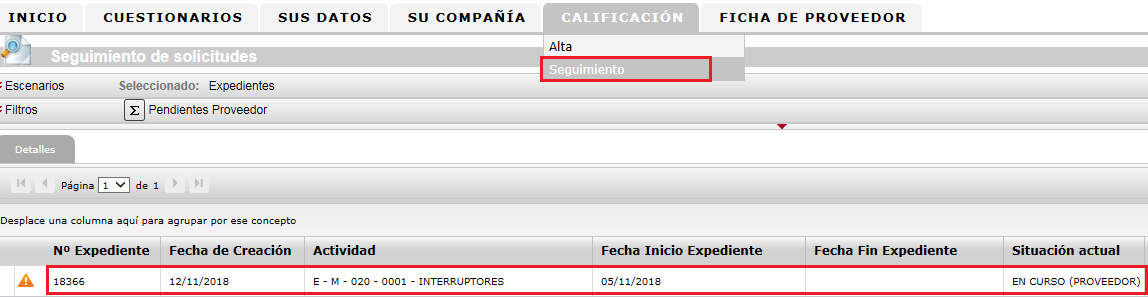 INICIO CUESTIONARIOS SUS DATOS SU COMPAÑÍA CALIFICACIÓN FICHA DE PROVEEDOR
Alta
Seguimiento de solicitudes
Seguimiento
Escenarios Seleccionado: Expedientes
Filtros Σ Pendientes Proveedor
Detalles
Página 1 de 1
Desplace una columna aquí para agrupar por ese concepto
Nº Expediente Fecha de Creación Actividad Fecha Inicio Expediente Fecha Fin Expediente Situación actual
18366 12/11/2018 E - M - 020 - 0001 - INTERRUPTORES 05/11/2018 EN CURSO (PROVEEDOR)